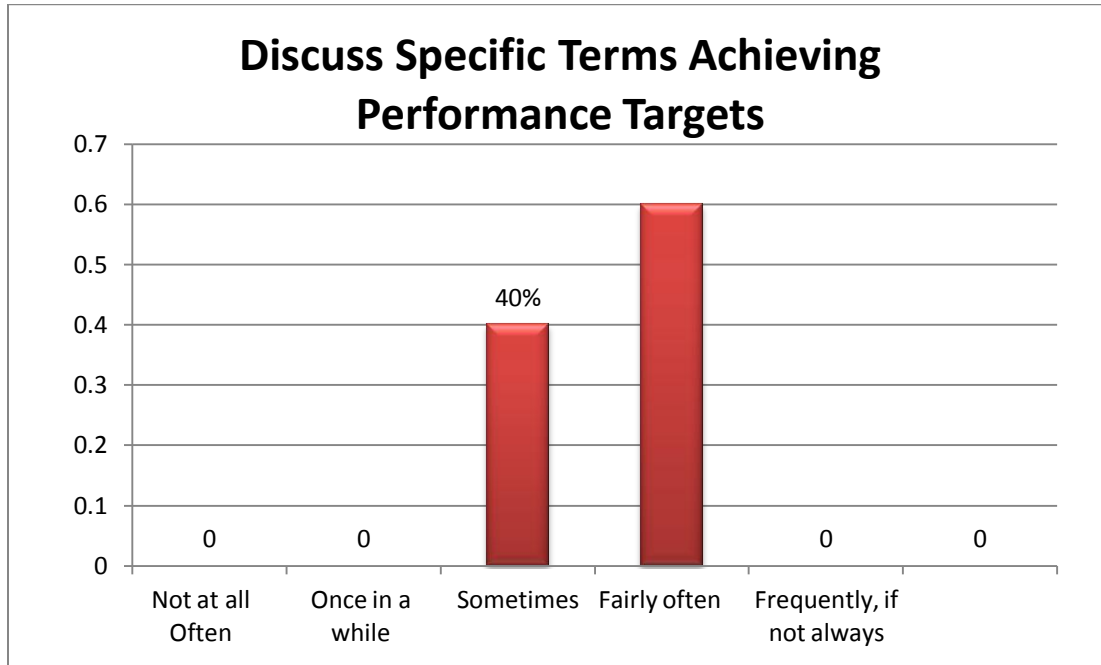 Discuss Specific Terms Achieving
Performance Targets
0.7
0.6
0.5
0.4
0.3
0.2
0.1
0
0
0
40%
0
0
Not at all
Often
Once in a
while
Sometimes
Fairly often
Frequently, if
not always